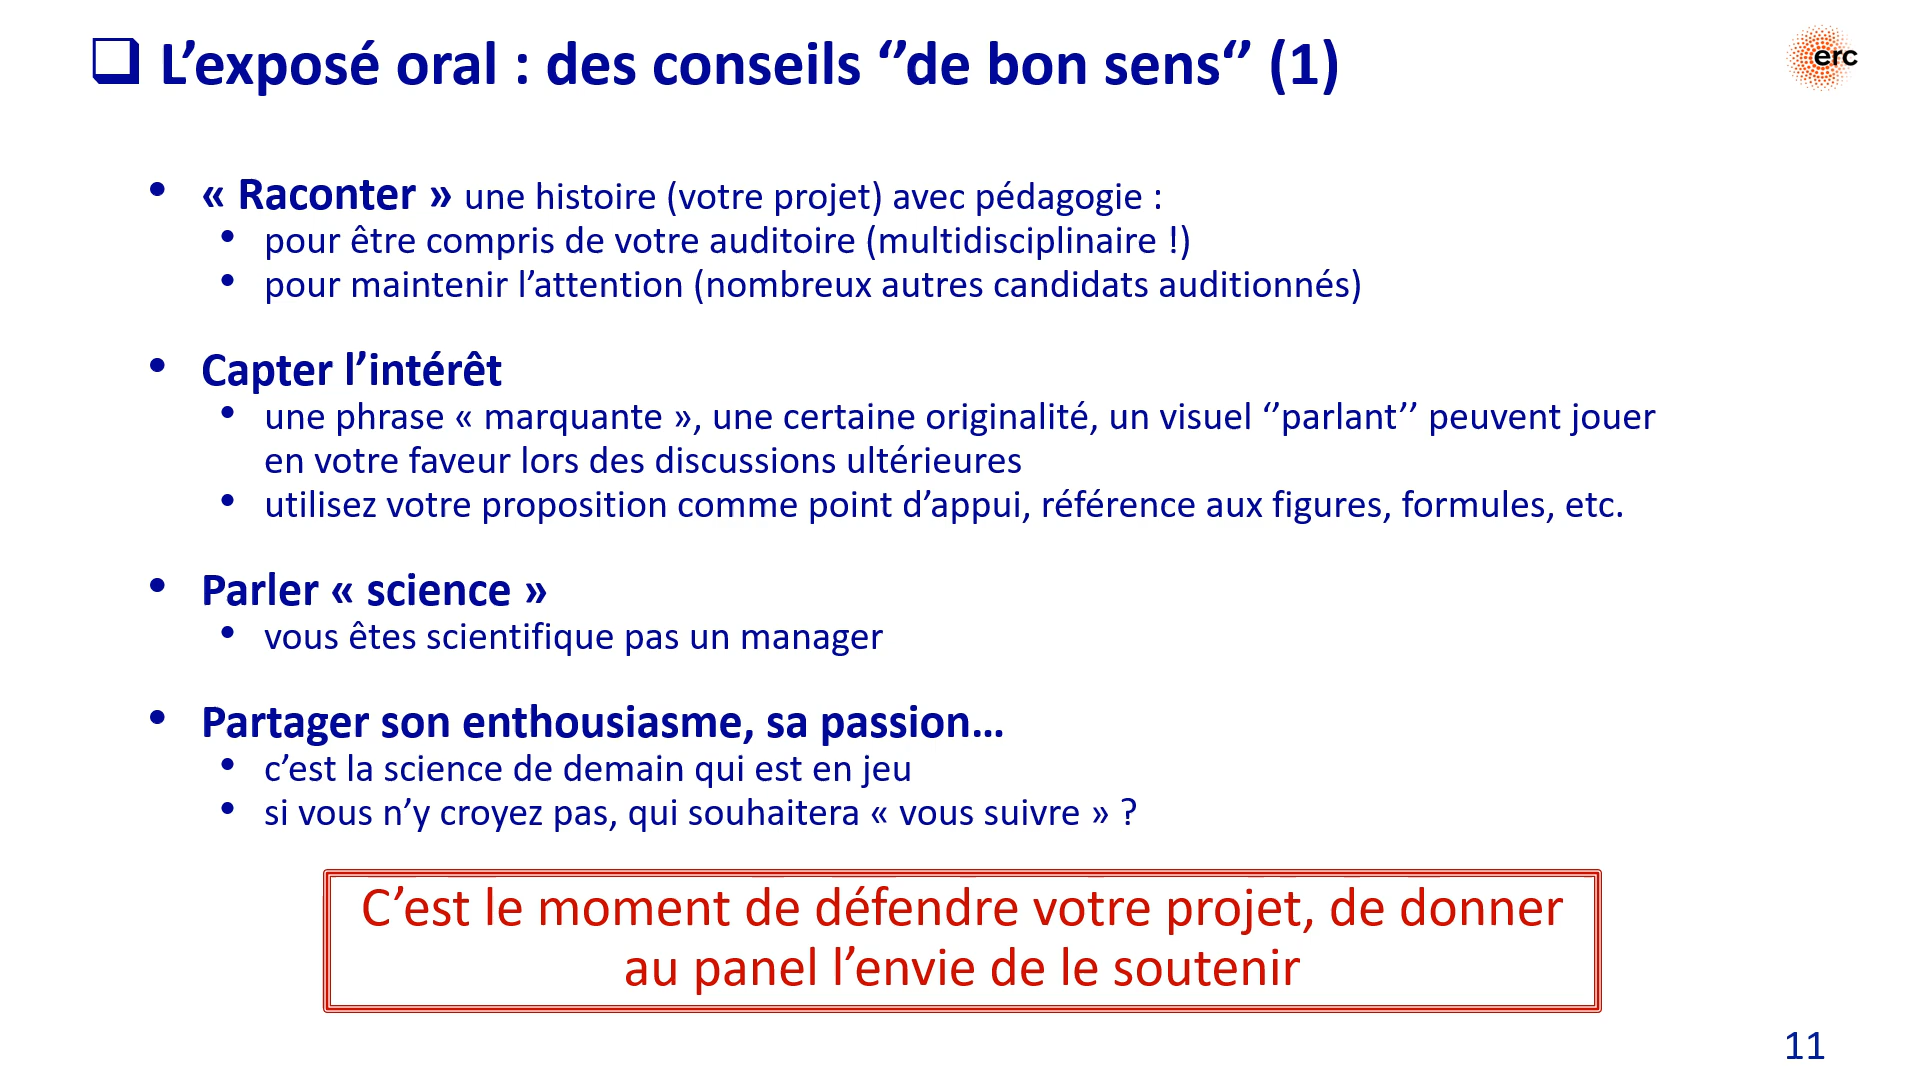 ❑ L’exposé oral : des conseils ‘’de bon sens‘’ (1)
erc
• « Raconter » une histoire (votre projet) avec pédagogie :
• pour être compris de votre auditoire (multidisciplinaire !)
• pour maintenir l’attention (nombreux autres candidats auditionnés)
• Capter l’intérêt
• une phrase « marquante », une certaine originalité, un visuel ‘’parlant’’ peuvent jouer
en votre faveur lors des discussions ultérieures
• utilisez votre proposition comme point d’appui, référence aux figures, formules, etc.
• Parler « science »
• vous êtes scientifique pas un manager
• Partager son enthousiasme, sa passion…
• c’est la science de demain qui est en jeu
• si vous n’y croyez pas, qui souhaitera « vous suivre » ?
C’est le moment de défendre votre projet, de donner
au panel l’envie de le soutenir
11